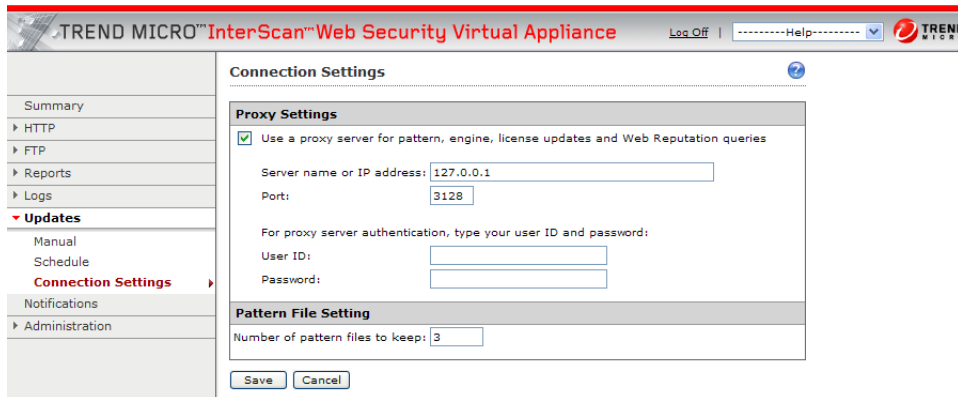 TREND MICRO™ InterScan™ Web Security Virtual Appliance
Log Off | ---------Help---------
Connection Settings
Summary
HTTP
FTP
Reports
Logs
Updates
Manual
Schedule
Connection Settings
Notifications
Administration
Proxy Settings
Use a proxy server for pattern, engine, license updates and Web Reputation queries
Server name or IP address: 127.0.0.1
Port: 3128
For proxy server authentication, type your user ID and password:
User ID:
Password:
Pattern File Setting
Number of pattern files to keep: 3
Save Cancel